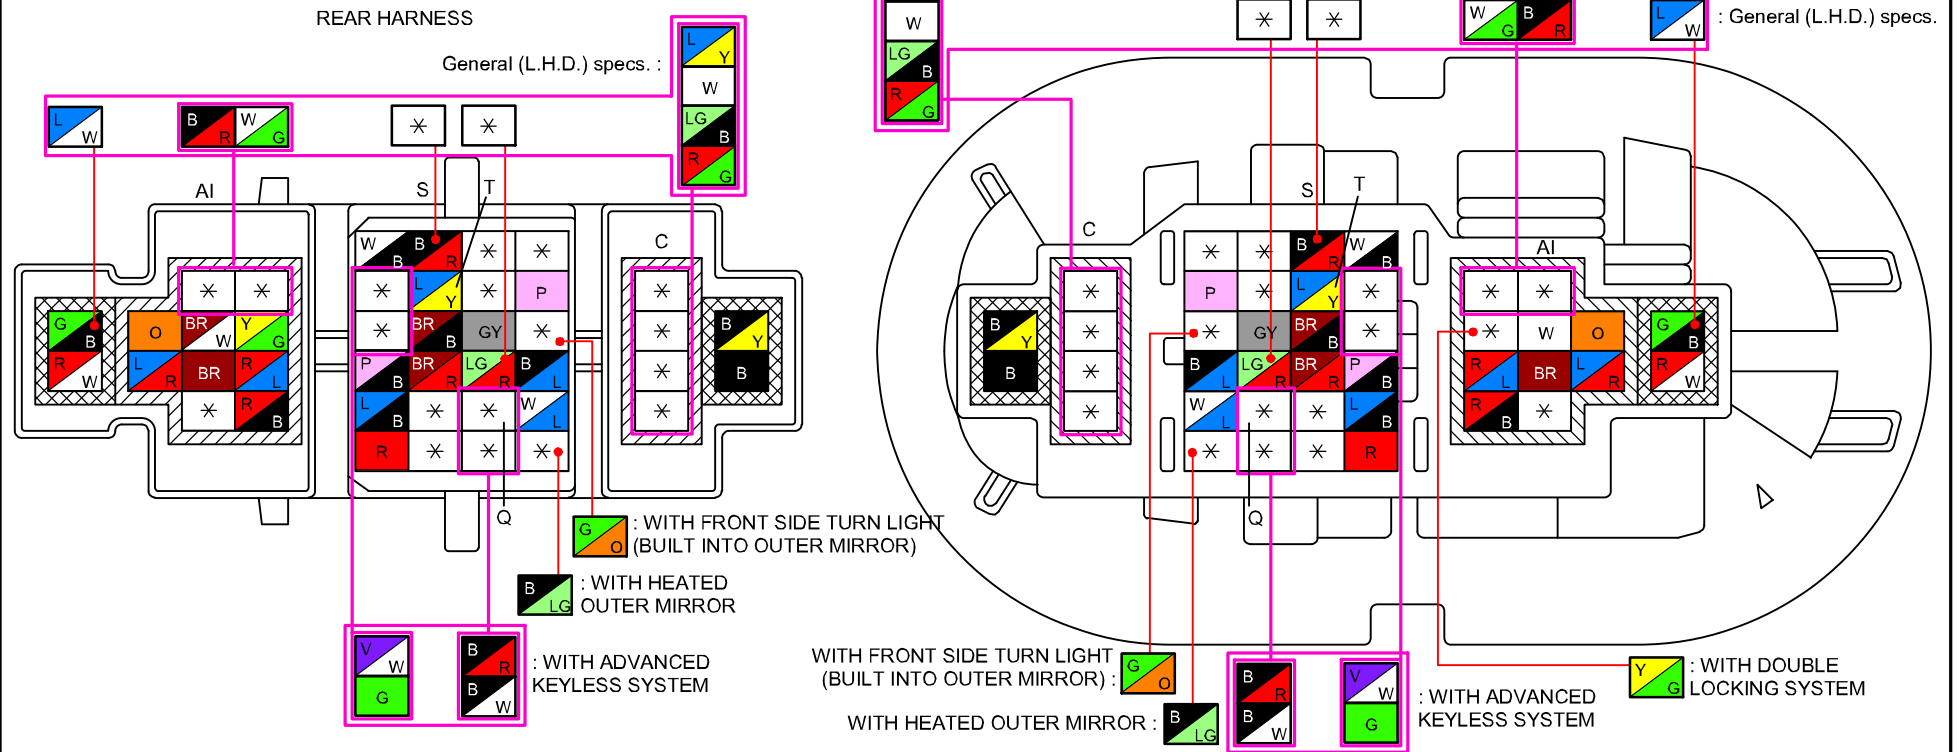 REAR HARNESS
General (L.H.D.) specs. :
L Y
W
LG B
R G
L W
B R W G
* *
AI
S
T
C
W B B R * *
* L Y * P
* BR B GY *
P B BR R LG R B L
L B * * W L
R * * *
G B
R W
* *
O BR W Y G
L R BR R L
* R B
*
*
*
*
B Y
B
Q
G O : WITH FRONT SIDE TURN LIGHT
(BUILT INTO OUTER MIRROR)
B LG : WITH HEATED
OUTER MIRROR
V W B R
G B W
: WITH ADVANCED
KEYLESS SYSTEM
W
LG B
R G
* *
W G B R
L W : General (L.H.D.) specs.
C
S
T
AI
B Y
B
*
*
*
*
* * B R W B
P * L Y *
* GY BR B *
B L LG R BR R P B
W L * * L B
* * * R
* *
* W O
R L BR L R
R B *
G B
R W
Q
WITH FRONT SIDE TURN LIGHT
(BUILT INTO OUTER MIRROR) : G O
WITH HEATED OUTER MIRROR : B LG
B R V W
B W G
: WITH ADVANCED
KEYLESS SYSTEM
Y G : WITH DOUBLE
LOCKING SYSTEM